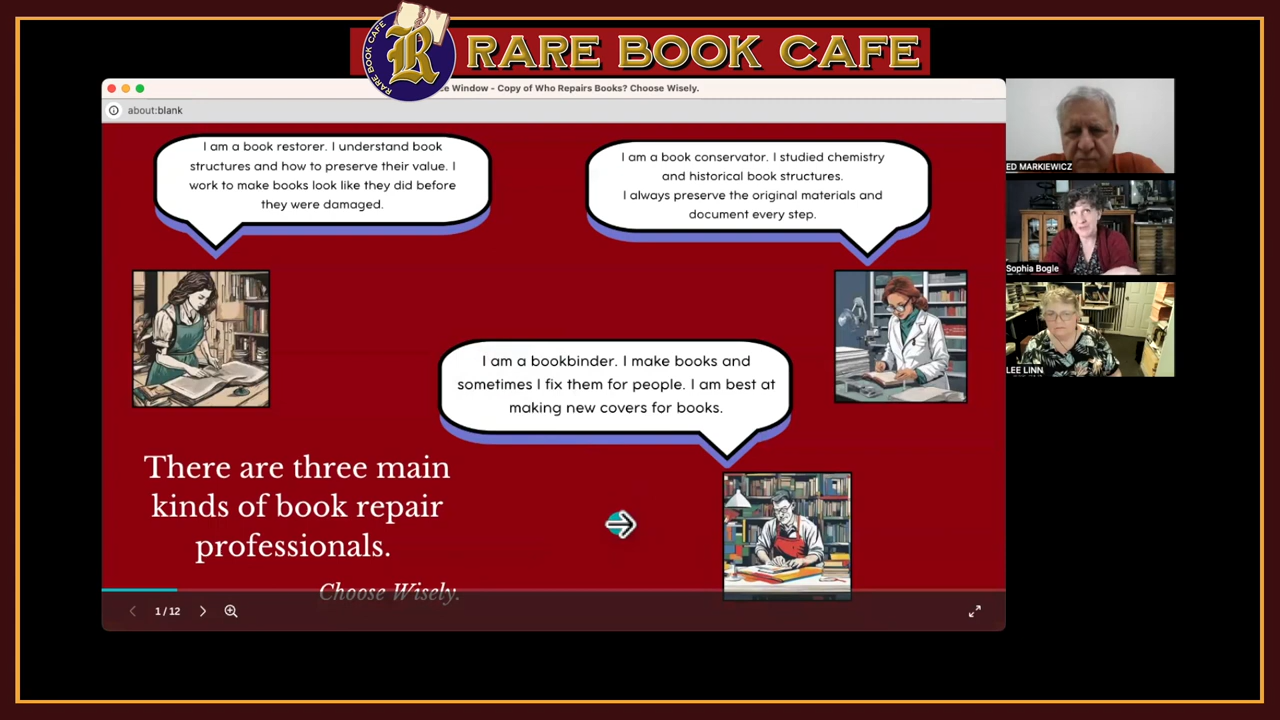 RARE BOOK CAFE
RARE BOOK CAFE
R
e Window - Copy of Who Repairs Books? Choose Wisely.
about:blank
I am a book restorer. I understand book
structures and how to preserve their value. I
work to make books look like they did before
they were damaged.
I am a book conservator. I studied chemistry
and historical book structures.
I always preserve the original materials and
document every step.
I am a bookbinder. I make books and
sometimes I fix them for people. I am best at
making new covers for books.
There are three main
kinds of book repair
professionals.
Choose Wisely.
1 / 12
ED MARKIEWICZ
Sophia Bogle
LEE LINN